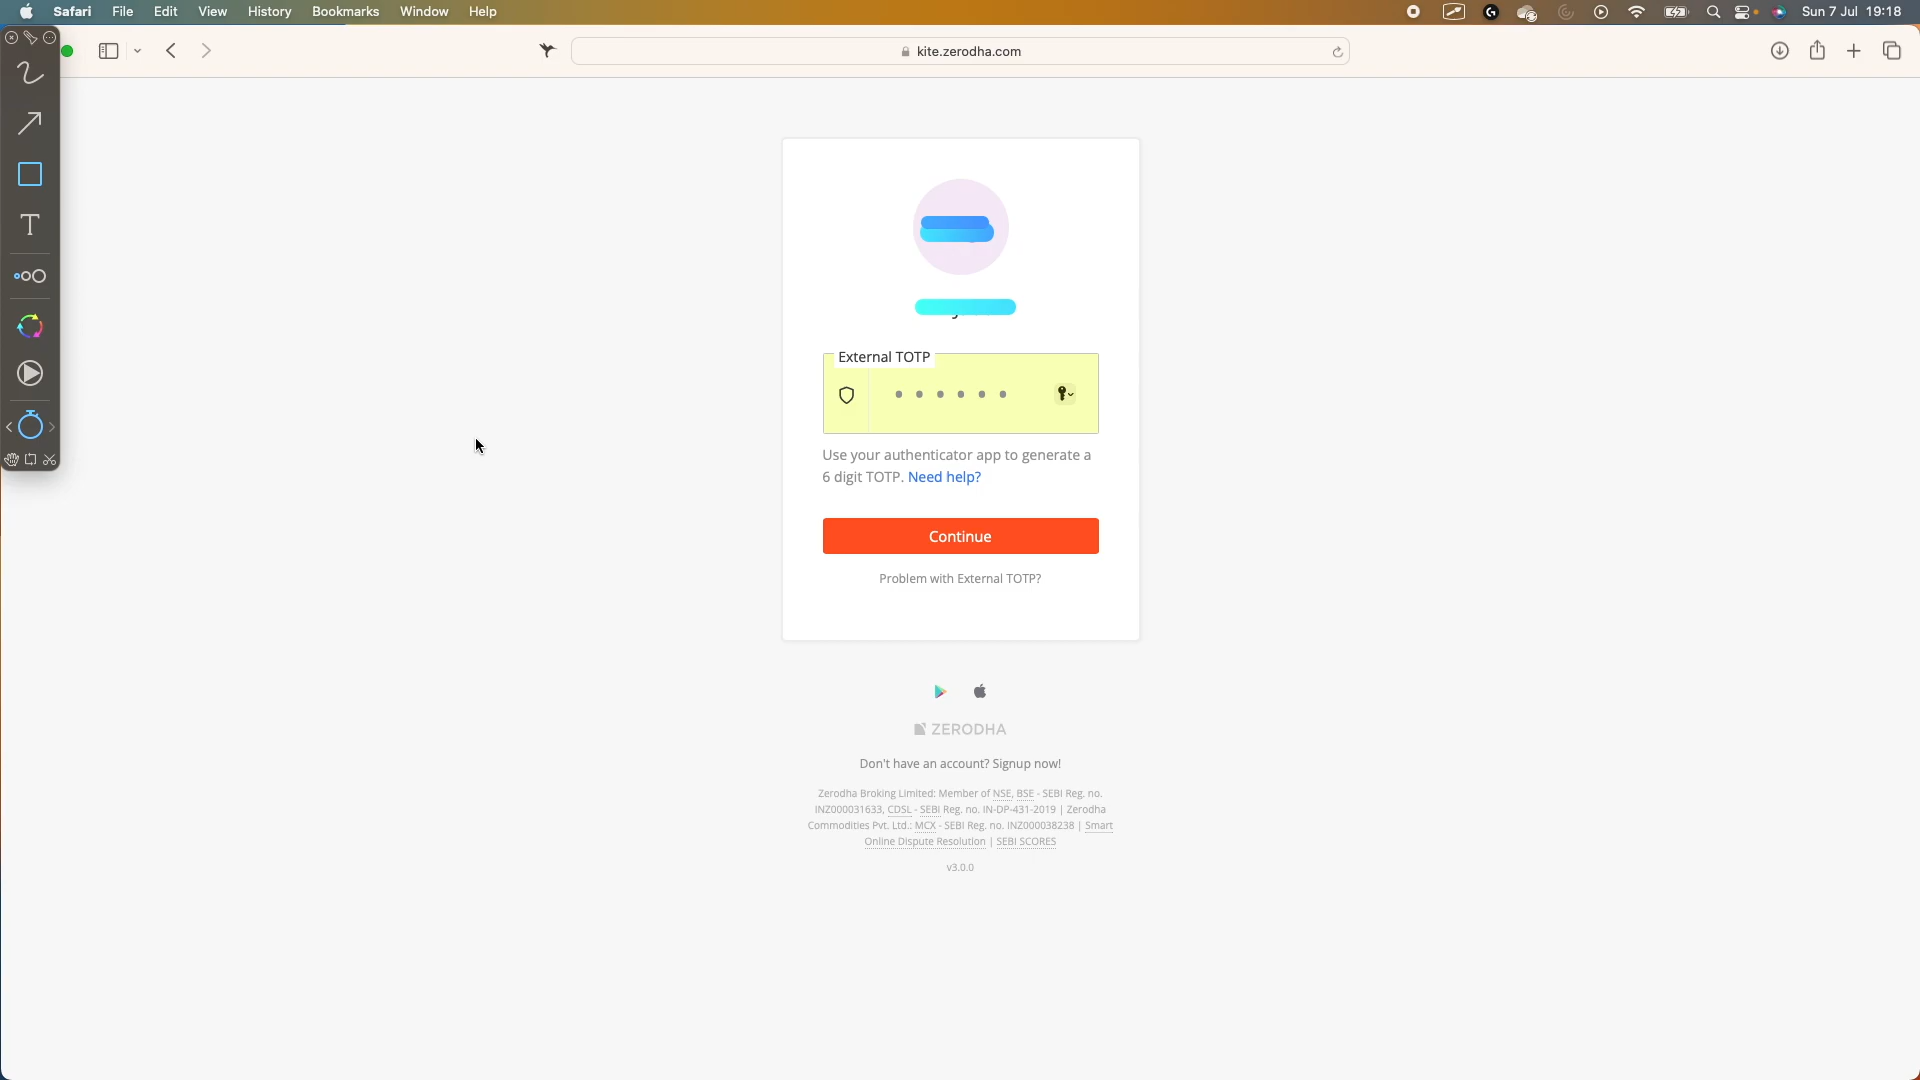 Safari File Edit View History Bookmarks Window Help Sun 7 Jul 19:18
kite.zerodha.com
T
External TOTP
Use your authenticator app to generate a
6 digit TOTP. Need help?
Continue
Problem with External TOTP?
ZERODHA
Don't have an account? Signup now!
Zerodha Broking Limited: Member of NSE, BSE - SEBI Reg. no.
INZ000031633, CDSL - SEBI Reg. no. IN-DP-431-2019 | Zerodha
Commodities Pvt. Ltd.: MCX - SEBI Reg. no. INZ000038238 | Smart
Online Dispute Resolution | SEBI SCORES
v3.0.0